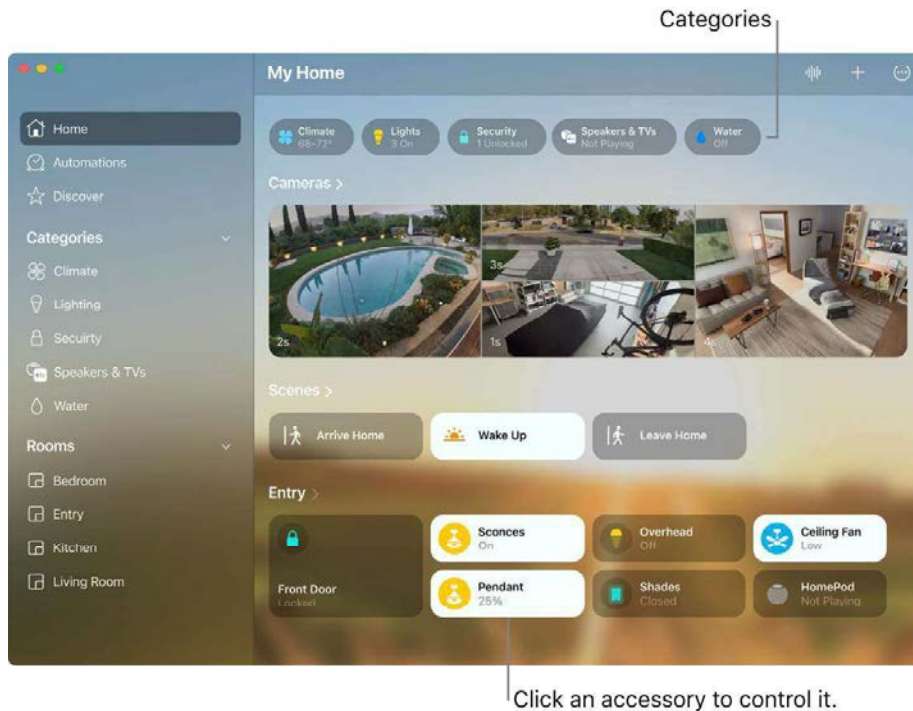 Categories
My Home
Home
Automations
Discover
Categories
Climate
Lighting
Secuirty
Speakers & TVs
Water
Rooms
Bedroom
Entry
Kitchen
Living Room
Climate
68–72°
Lights
3 On
Security
1 Unlocked
Speakers & TVs
Not Playing
Water
Off
Cameras >
2s
3s
1s
4s
Scenes >
Arrive Home
Wake Up
Leave Home
Entry >
Front Door
Locked
Sconces
On
Overhead
Off
Ceiling Fan
Low
Pendant
25%
Shades
Closed
HomePod
Not Playing
Click an accessory to control it.